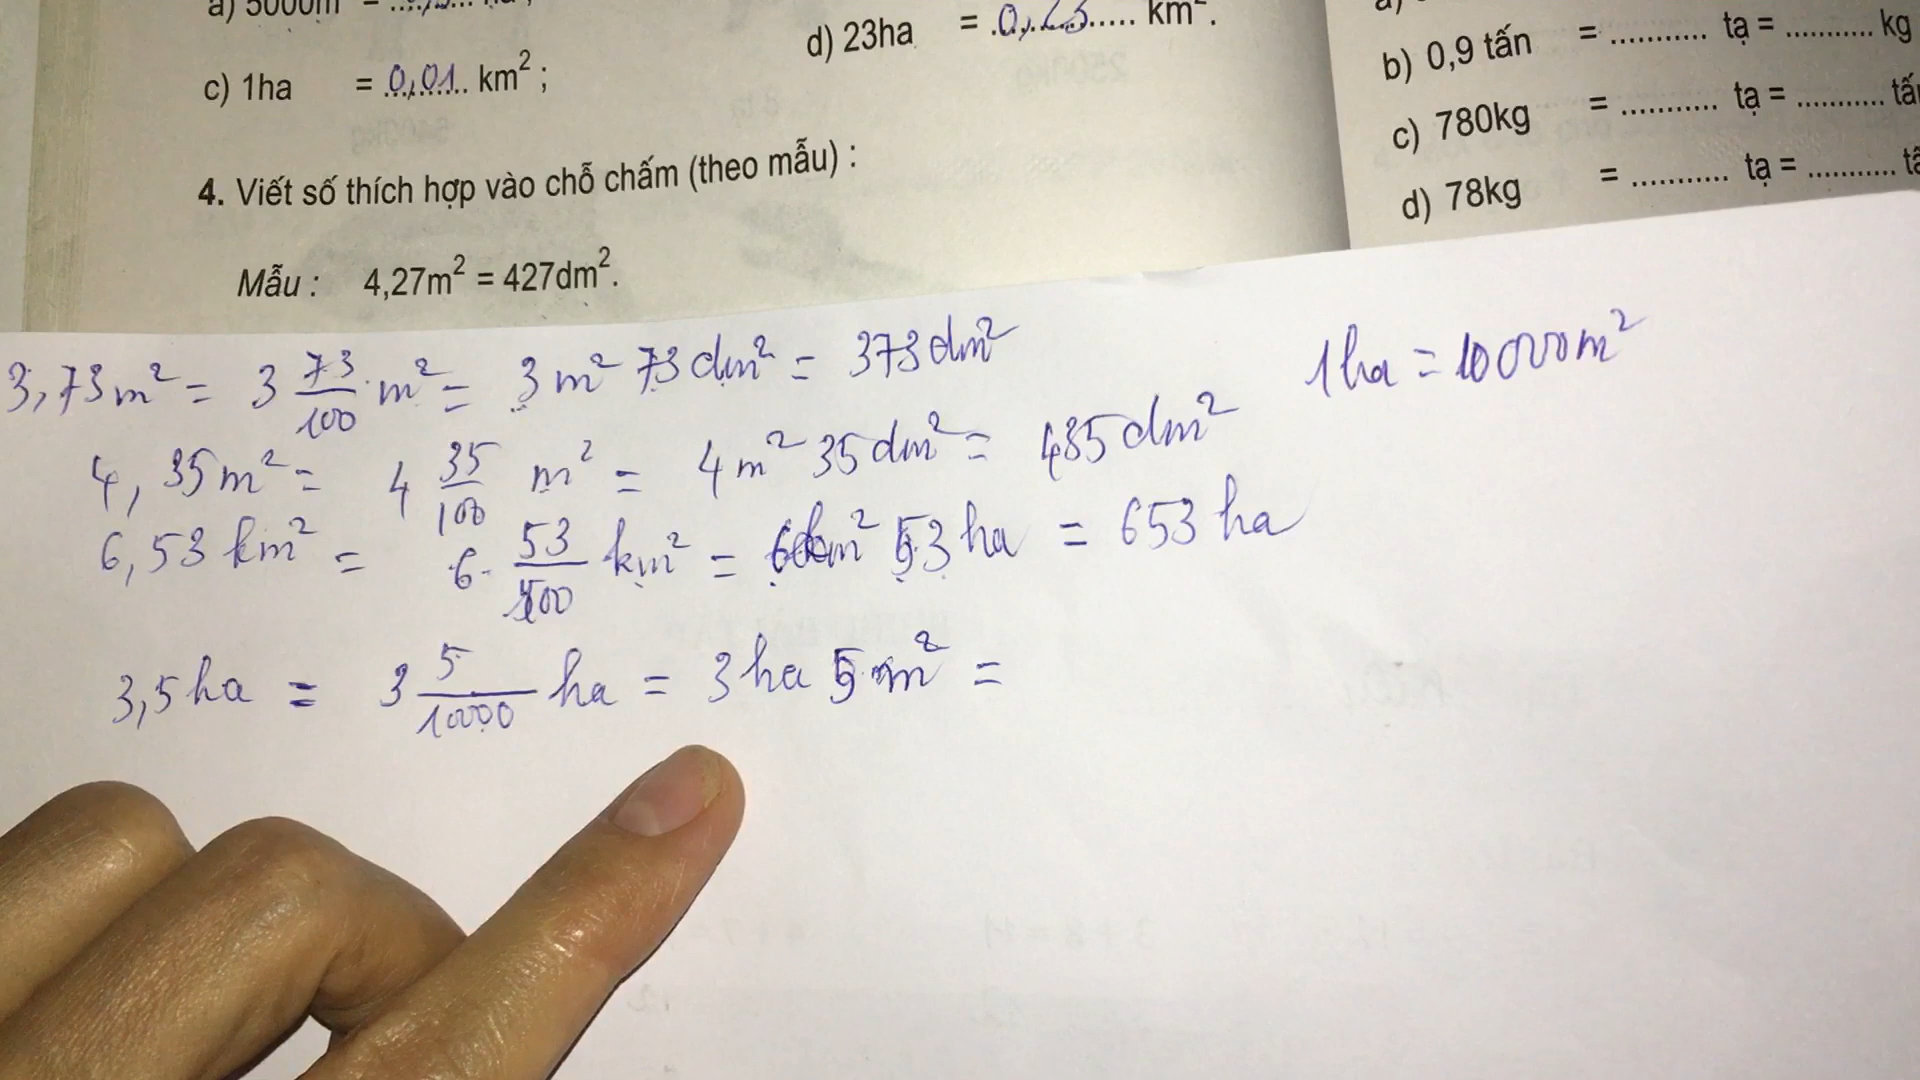 a) 5000m = ha ;
d) 23ha = 0,23 km².
c) 1ha = 0,01 km² ;
4. Viết số thích hợp vào chỗ chấm (theo mẫu) :
Mẫu : 4,27m² = 427dm².
b) 0,9 tấn = ........... tạ = ........... kg
c) 780kg = ........... tạ = ........... tấn
d) 78kg = ........... tạ = ...........
3,73m² = 3 73/100 m² = 3m² 73dm² = 373dm²
1ha = 10000m²
4,35m² = 4 35/100 m² = 4m² 35dm² = 435dm²
6,53km² = 6 53/100 km² = 6km² 53ha = 653ha
3,5ha = 3 5/10000 ha = 3ha 5m² =